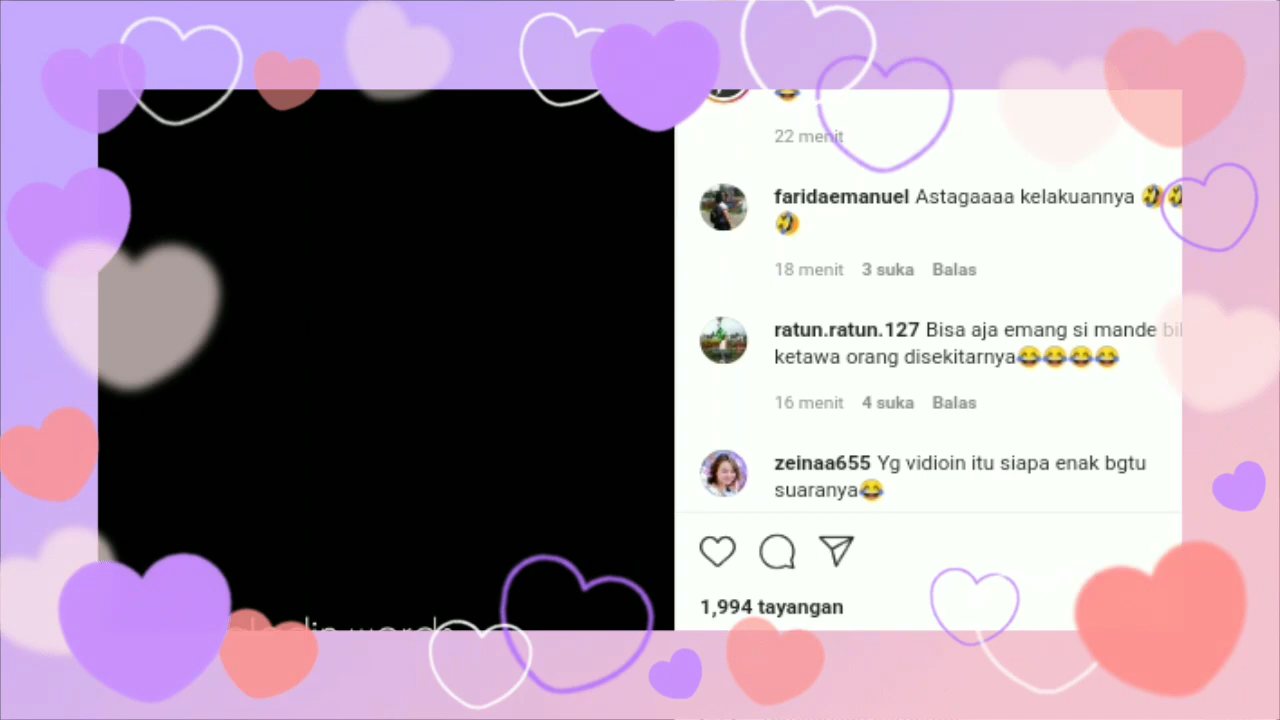 😂
22 menit
faridaemanuel Astagaaaa kelakuannya 🤣🤣
🤣
18 menit 3 suka Balas
ratun.ratun.127 Bisa aja emang si mande
ketawa orang disekitarnya😂😂😂😂
16 menit 4 suka Balas
zeinaa655 Yg vidioin itu siapa enak bgtu
suaranya😂
1,994 tayangan